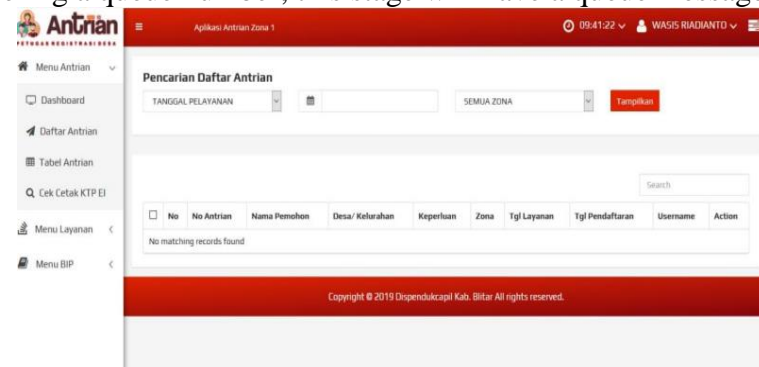 Antrian
PETUGAS REGISTRASI DESA
Aplikasi Antrian Zona 1
09:41:22
WASIS RIADIANTO
Menu Antrian
Dashboard
Daftar Antrian
Tabel Antrian
Cek Cetak KTP El
Menu Layanan
Menu BIP
Pencarian Daftar Antrian
TANGGAL PELAYANAN
SEMUA ZONA
Tampilkan
Search
No No Antrian Nama Pemohon Desa/ Kelurahan Keperluan Zona Tgl Layanan Tgl Pendaftaran Username Action
No matching records found
Copyright © 2019 Dispendukcapil Kab. Blitar All rights reserved.